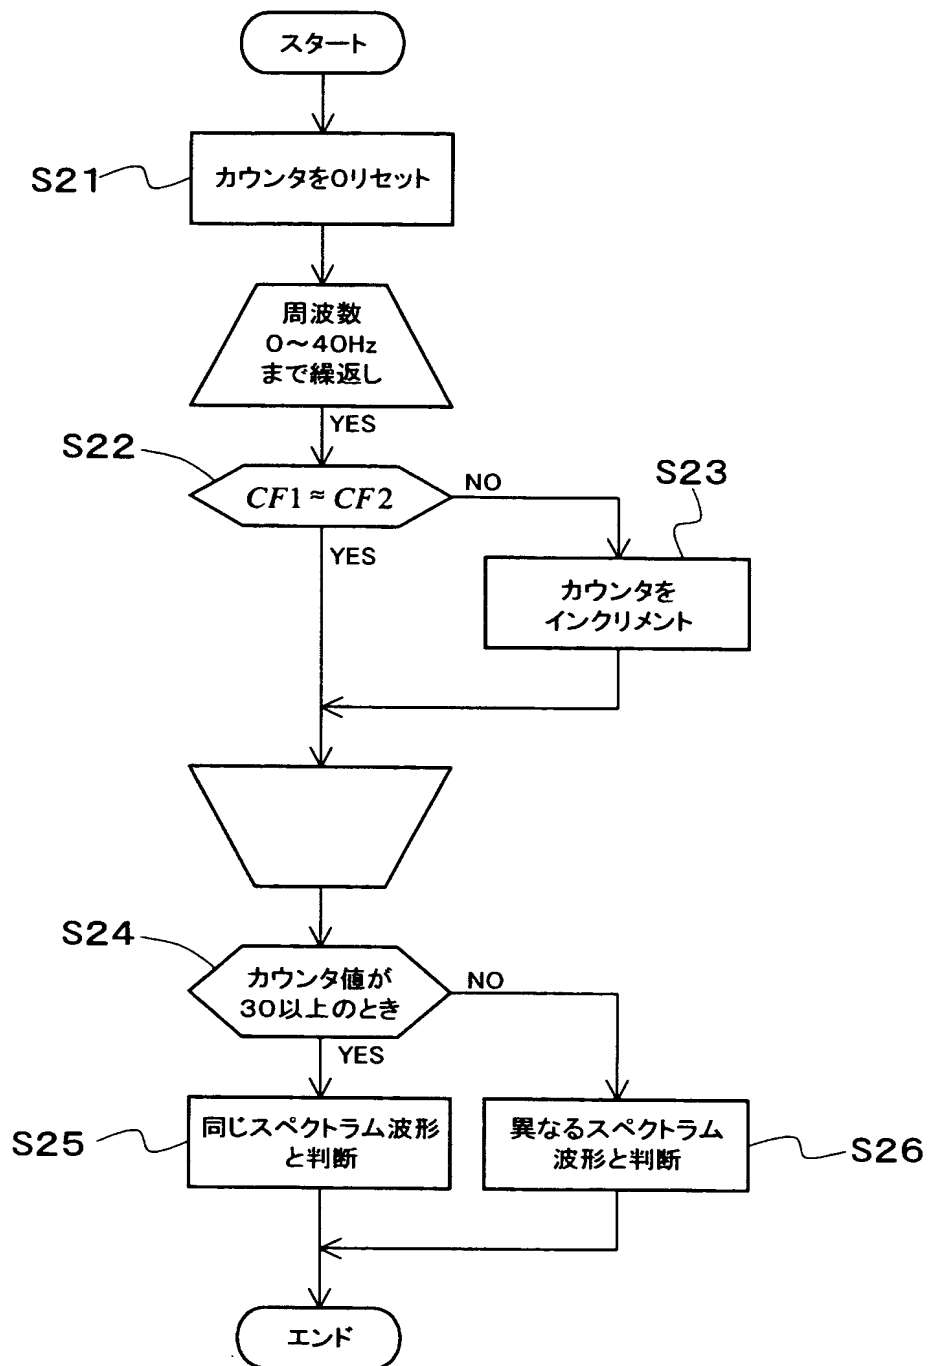 スタート
S21
カウンタを0リセット
周波数
0～40Hz
まで繰返し
YES
S22
CF1 ≈ CF2
NO
S23
YES
カウンタを
インクリメント
S24
カウンタ値が
30以上のとき
NO
YES
S25
同じスペクトラム波形
と判断
異なるスペクトラム
波形と判断
S26
エンド